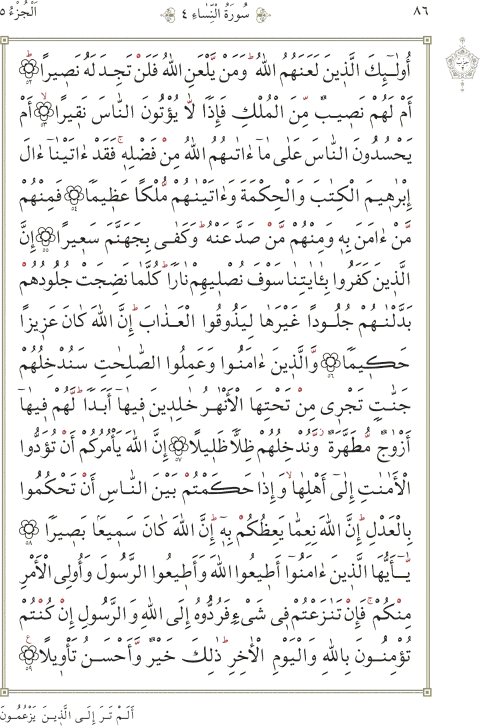 ٨٦ سُورَةُ النِّسَاءِ ٤ اَلْجُزْءُ ٥
أُولَٰٓئِكَ الَّذِينَ لَعَنَهُمُ اللَّهُ ۖ وَمَنْ يَّلْعَنِ اللَّهُ فَلَنْ تَجِدَ لَهُ نَصِيرًا ۝٥٢
أَمْ لَهُمْ نَصِيبٌ مِّنَ الْمُلْكِ فَإِذًا لَّا يُؤْتُونَ النَّاسَ نَقِيرًا ۝٥٣ أَمْ
يَحْسُدُونَ النَّاسَ عَلَىٰ مَآ ءَاتَىٰهُمُ اللَّهُ مِنْ فَضْلِهِ ۚ فَقَدْ ءَاتَيْنَآ ءَالَ
إِبْرَٰهِيمَ الْكِتَٰبَ وَالْحِكْمَةَ وَءَاتَيْنَٰهُمْ مُّلْكًا عَظِيمًا ۝٥٤ فَمِنْهُمْ
مَّنْ ءَامَنَ بِهِ وَمِنْهُمْ مَّنْ صَدَّ عَنْهُ ۚ وَكَفَىٰ بِجَهَنَّمَ سَعِيرًا ۝٥٥ إِنَّ
الَّذِينَ كَفَرُوا بِـَٔايَٰتِنَا سَوْفَ نُصْلِيهِمْ نَارًا ۖ كُلَّمَا نَضِجَتْ جُلُودُهُمْ
بَدَّلْنَٰهُمْ جُلُودًا غَيْرَهَا لِيَذُوقُوا الْعَذَابَ ۗ إِنَّ اللَّهَ كَانَ عَزِيزًا
حَكِيمًا ۝٥٦ وَّالَّذِينَ ءَامَنُوا وَعَمِلُوا الصَّٰلِحَٰتِ سَنُدْخِلُهُمْ
جَنَّٰتٍ تَجْرِى مِنْ تَحْتِهَا الْأَنْهَٰرُ خَٰلِدِينَ فِيهَآ أَبَدًا ۖ لَّهُمْ فِيهَآ
أَزْوَٰجٌ مُّطَهَّرَةٌ ۖ وَّنُدْخِلُهُمْ ظِلًّا ظَلِيلًا ۝٥٧ إِنَّ اللَّهَ يَأْمُرُكُمْ أَنْ تُؤَدُّوا
الْأَمَٰنَٰتِ إِلَىٰٓ أَهْلِهَا ۙ وَإِذَا حَكَمْتُمْ بَيْنَ النَّاسِ أَنْ تَحْكُمُوا
بِالْعَدْلِ ۚ إِنَّ اللَّهَ نِعِمَّا يَعِظُكُمْ بِهِٓ ۗ إِنَّ اللَّهَ كَانَ سَمِيعًا بَصِيرًا ۝٥٨
يَٰٓأَيُّهَا الَّذِينَ ءَامَنُوٓا أَطِيعُوا اللَّهَ وَأَطِيعُوا الرَّسُولَ وَأُولِى الْأَمْرِ
مِنْكُمْ ۖ فَإِنْ تَنَٰزَعْتُمْ فِى شَىْءٍ فَرُدُّوهُ إِلَى اللَّهِ وَالرَّسُولِ إِنْ كُنْتُمْ
تُؤْمِنُونَ بِاللَّهِ وَالْيَوْمِ الْأَٰخِرِ ۚ ذَٰلِكَ خَيْرٌ وَّأَحْسَنُ تَأْوِيلًا ۝٥٩
أَلَمْ تَرَ إِلَى الَّذِينَ يَزْعُمُونَ